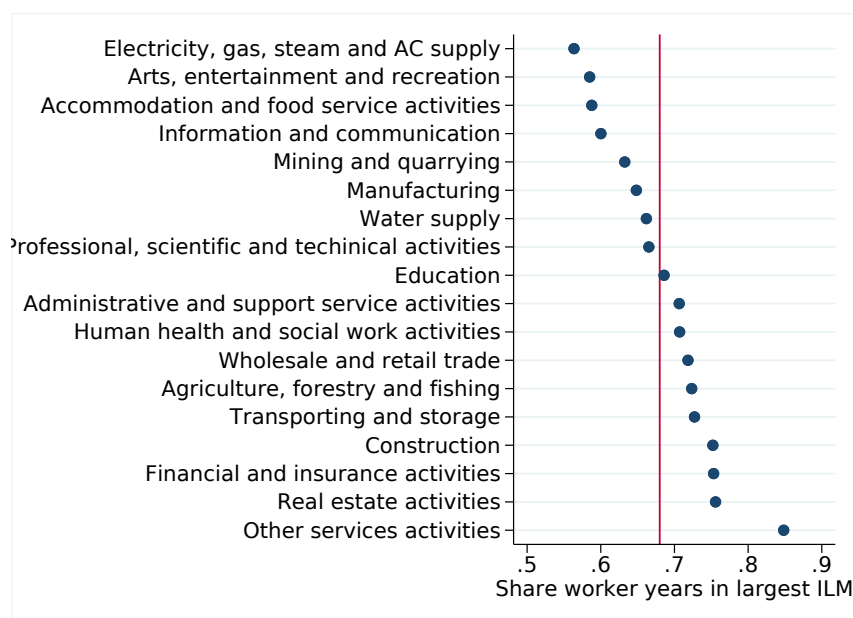 Electricity, gas, steam and AC supply
Arts, entertainment and recreation
Accommodation and food service activities
Information and communication
Mining and quarrying
Manufacturing
Water supply
Professional, scientific and techinical activities
Education
Administrative and support service activities
Human health and social work activities
Wholesale and retail trade
Agriculture, forestry and fishing
Transporting and storage
Construction
Financial and insurance activities
Real estate activities
Other services activities
.5 .6 .7 .8 .9
Share worker years in largest ILM